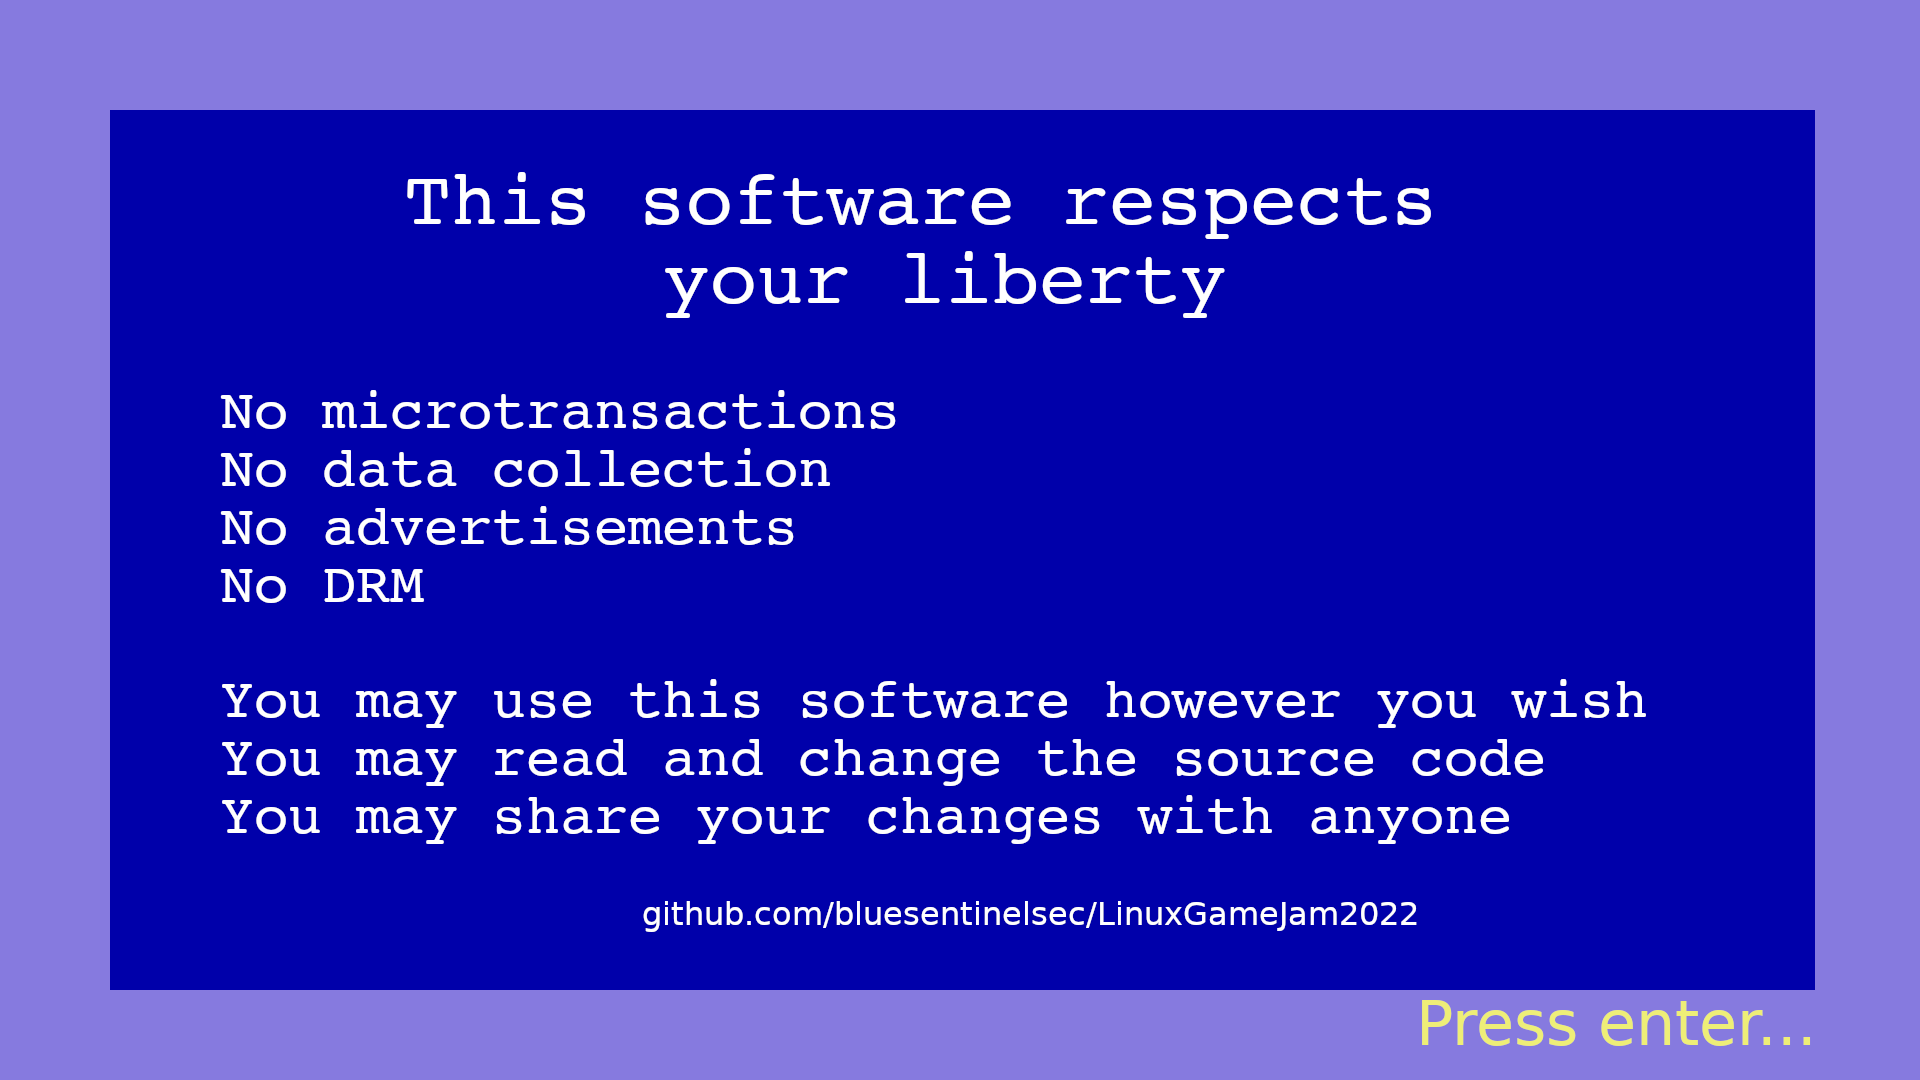 This software respects
your liberty
No microtransactions
No data collection
No advertisements
No DRM
You may use this software however you wish
You may read and change the source code
You may share your changes with anyone
github.com/bluesentinelsec/LinuxGameJam2022
Press enter...